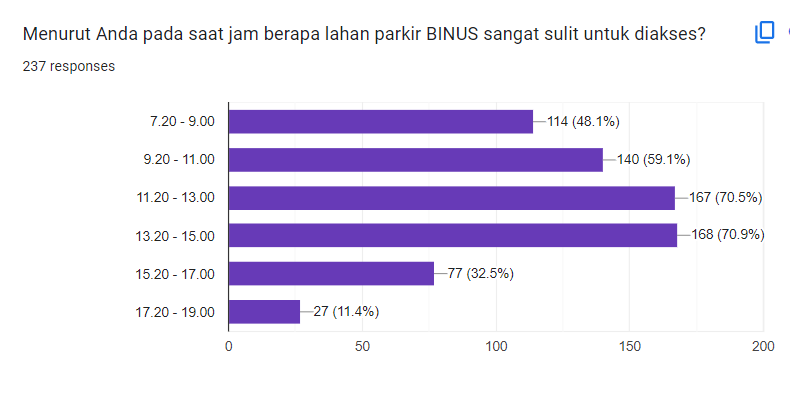 Menurut Anda pada saat jam berapa lahan parkir BINUS sangat sulit untuk diakses?
237 responses
7.20 - 9.00 114 (48.1%)
9.20 - 11.00 140 (59.1%)
11.20 - 13.00 167 (70.5%)
13.20 - 15.00 168 (70.9%)
15.20 - 17.00 77 (32.5%)
17.20 - 19.00 27 (11.4%)
0 50 100 150 200